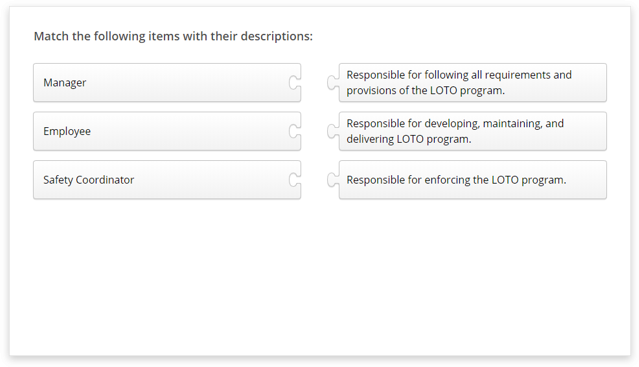 Match the following items with their descriptions:
Manager
Responsible for following all requirements and
provisions of the LOTO program.
Employee
Responsible for developing, maintaining, and
delivering LOTO program.
Safety Coordinator
Responsible for enforcing the LOTO program.